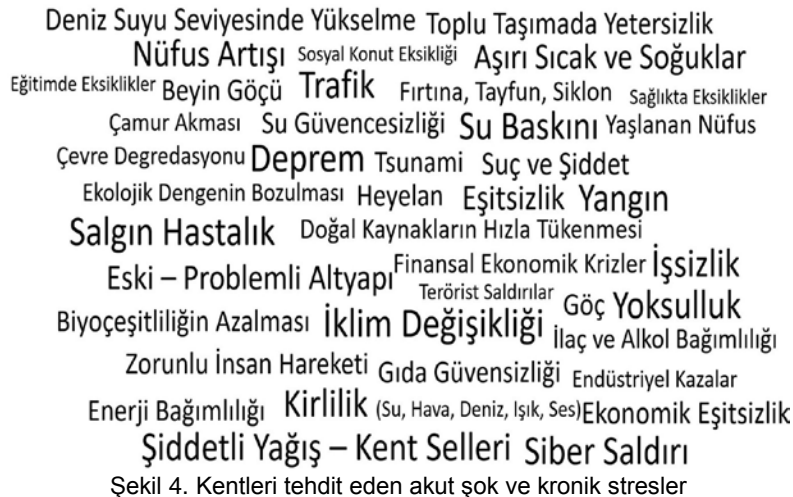 Deniz Suyu Seviyesinde Yükselme Toplu Taşımada Yetersizlik
Nüfus Artışı Sosyal Konut Eksikliği Aşırı Sıcak ve Soğuklar
Eğitimde Eksiklikler Beyin Göçü Trafik Fırtına, Tayfun, Siklon Sağlıkta Eksiklikler
Çamur Akması Su Güvencesizliği Su Baskını Yaşlanan Nüfus
Çevre Degredasyonu Deprem Tsunami Suç ve Şiddet
Ekolojik Dengenin Bozulması Heyelan Eşitsizlik Yangın
Salgın Hastalık Doğal Kaynakların Hızla Tükenmesi
Eski – Problemli Altyapı Finansal Ekonomik Krizler İşsizlik
Terörist Saldırılar Göç Yoksulluk
Biyoçeşitliliğin Azalması İklim Değişikliği İlaç ve Alkol Bağımlılığı
Zorunlu İnsan Hareketi Gıda Güvensizliği Endüstriyel Kazalar
Enerji Bağımlılığı Kirlilik (Su, Hava, Deniz, Işık, Ses) Ekonomik Eşitsizlik
Şiddetli Yağış – Kent Selleri Siber Saldırı
Şekil 4. Kentleri tehdit eden akut şok ve kronik stresler